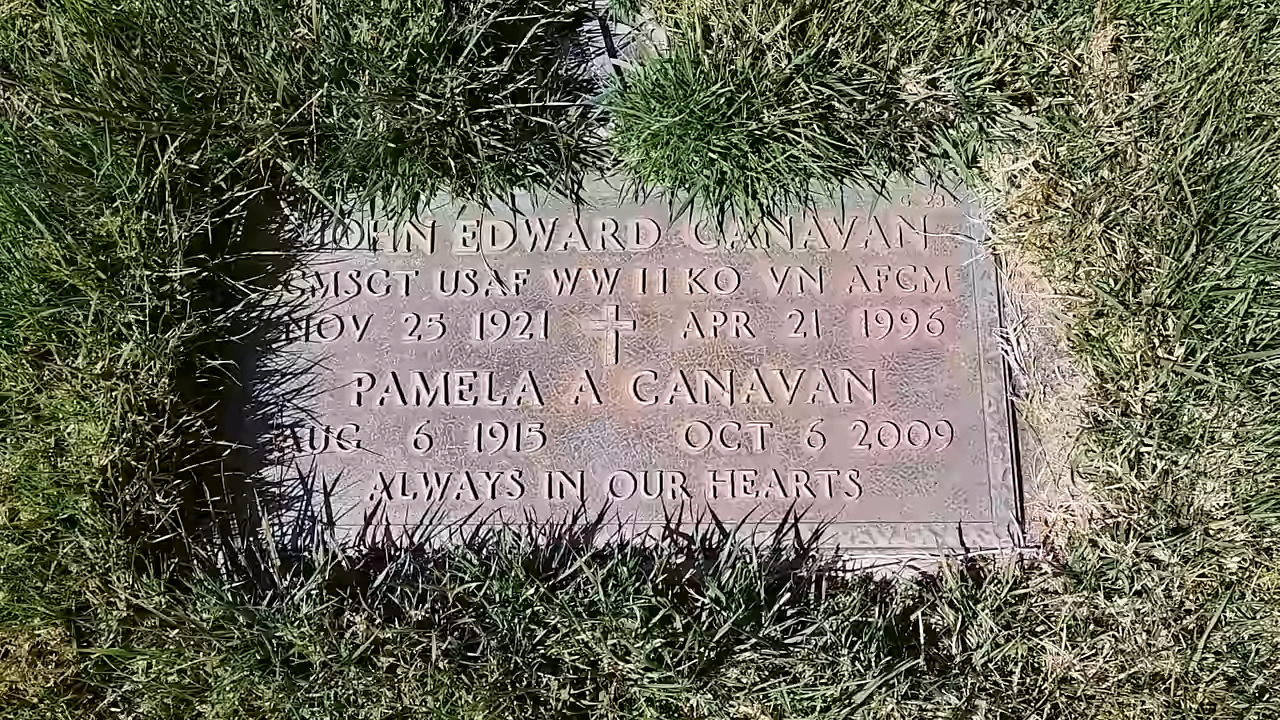 JOHN EDWARD CANAVAN
CMSGT USAF WW II KO VN AFCM
NOV 25 1921 APR 21 1996
PAMELA A CANAVAN
AUG 6 1915 OCT 6 2009
ALWAYS IN OUR HEARTS